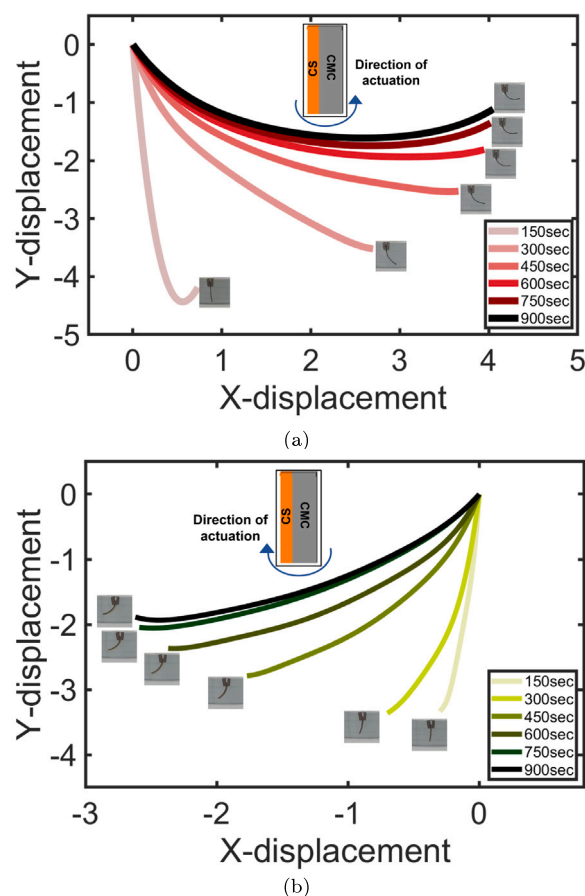 0
-1
-2
-3
-4
-5
Y-displacement
CS
CMC
Direction of
actuation
150sec
300sec
450sec
600sec
750sec
900sec
0
1
2
3
4
5
X-displacement
(a)
0
-1
-2
-3
-4
Y-displacement
Direction of
actuation
CS
CMC
150sec
300sec
450sec
600sec
750sec
900sec
-3
-2
-1
0
X-displacement
(b)